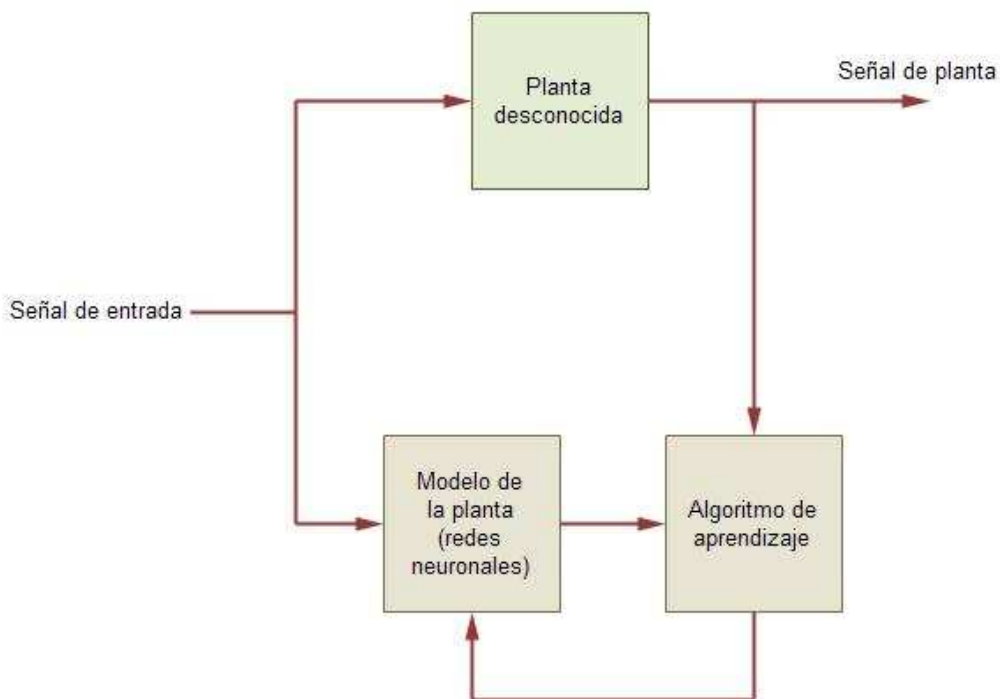 Señal de planta
Planta
desconocida
Señal de entrada
Modelo de
la planta
(redes
neuronales)
Algoritmo de
aprendizaje